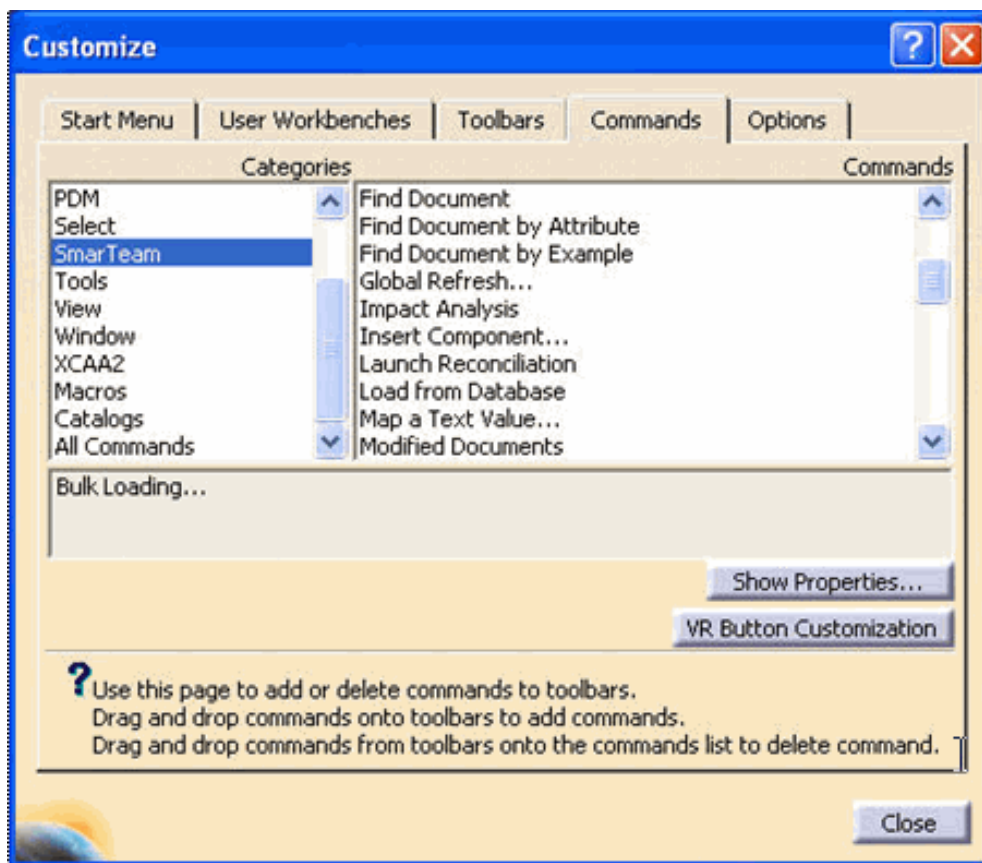 Customize
Start Menu User Workbenches Toolbars Commands Options
Categories Commands
PDM
Select
SmarTeam
Tools
View
Window
XCAA2
Macros
Catalogs
All Commands
Find Document
Find Document by Attribute
Find Document by Example
Global Refresh...
Impact Analysis
Insert Component...
Launch Reconciliation
Load from Database
Map a Text Value...
Modified Documents
Bulk Loading...
Show Properties...
VR Button Customization
Use this page to add or delete commands to toolbars.
Drag and drop commands onto toolbars to add commands.
Drag and drop commands from toolbars onto the commands list to delete command.
Close